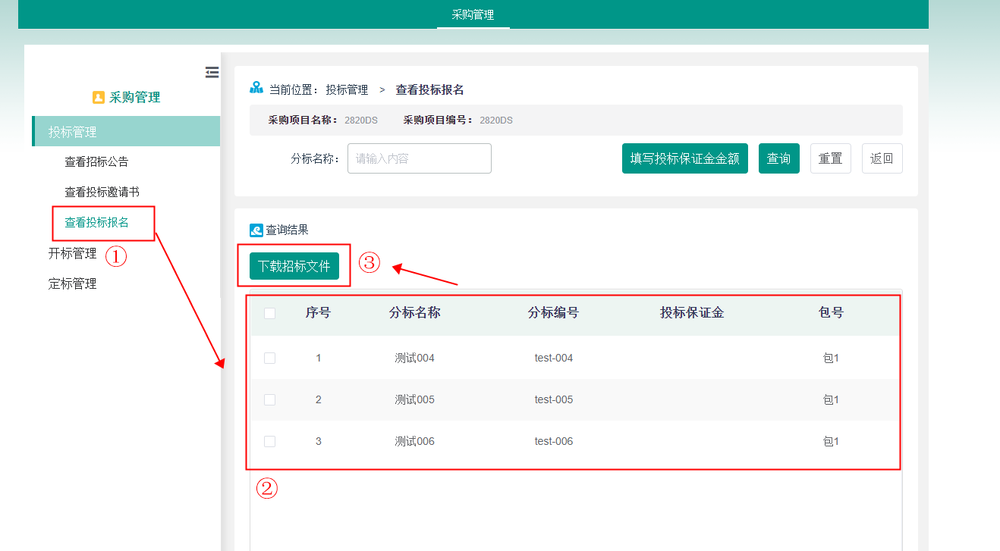 采购管理
采购管理
投标管理
查看招标公告
查看投标邀请书
查看投标报名
开标管理
①
定标管理
当前位置： 投标管理 > 查看投标报名
采购项目名称： 2820DS 采购项目编号： 2820DS
分标名称： 请输入内容 填写投标保证金金额 查询 重置 返回
查询结果
下载招标文件 ③
序号 分标名称 分标编号 投标保证金 包号
1 测试004 test-004 包1
2 测试005 test-005 包1
3 测试006 test-006 包1
②